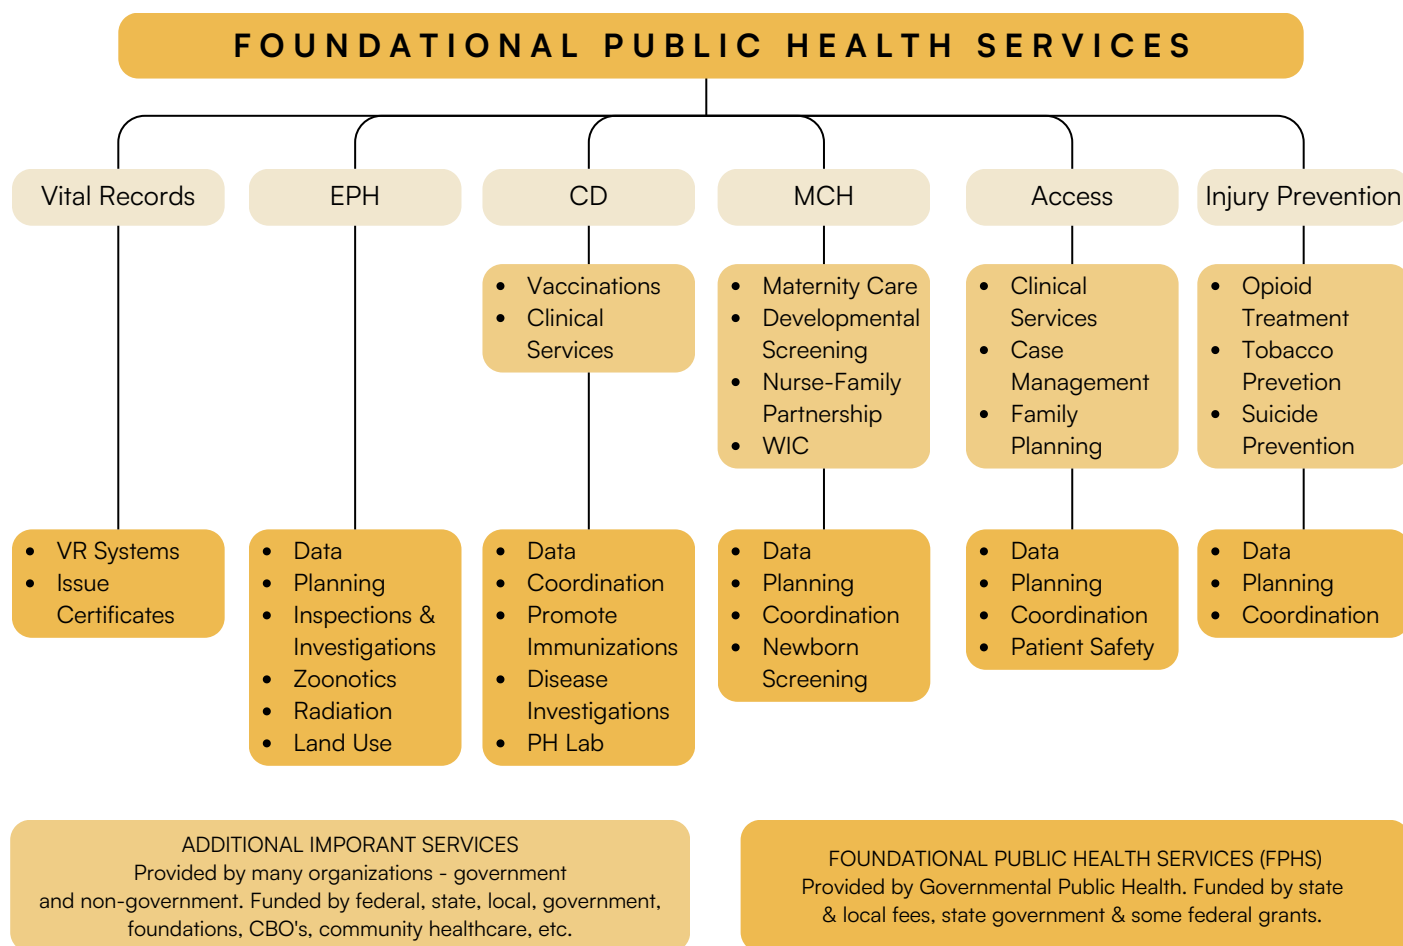 FOUNDATIONAL PUBLIC HEALTH SERVICES
Vital Records
EPH
CD
MCH
Access
Injury Prevention
• Vaccinations
• Clinical
Services
• Maternity Care
• Developmental
Screening
• Nurse-Family
Partnership
• WIC
• Clinical
Services
• Case
Management
• Family
Planning
• Opioid
Treatment
• Tobacco
Prevetion
• Suicide
Prevention
• VR Systems
• Issue
Certificates
• Data
• Planning
• Inspections &
Investigations
• Zoonotics
• Radiation
• Land Use
• Data
• Coordination
• Promote
Immunizations
• Disease
Investigations
• PH Lab
• Data
• Planning
• Coordination
• Newborn
Screening
• Data
• Planning
• Coordination
• Patient Safety
• Data
• Planning
• Coordination
ADDITIONAL IMPORANT SERVICES
Provided by many organizations - government
and non-government. Funded by federal, state, local, government,
foundations, CBO's, community healthcare, etc.
FOUNDATIONAL PUBLIC HEALTH SERVICES (FPHS)
Provided by Governmental Public Health. Funded by state
& local fees, state government & some federal grants.